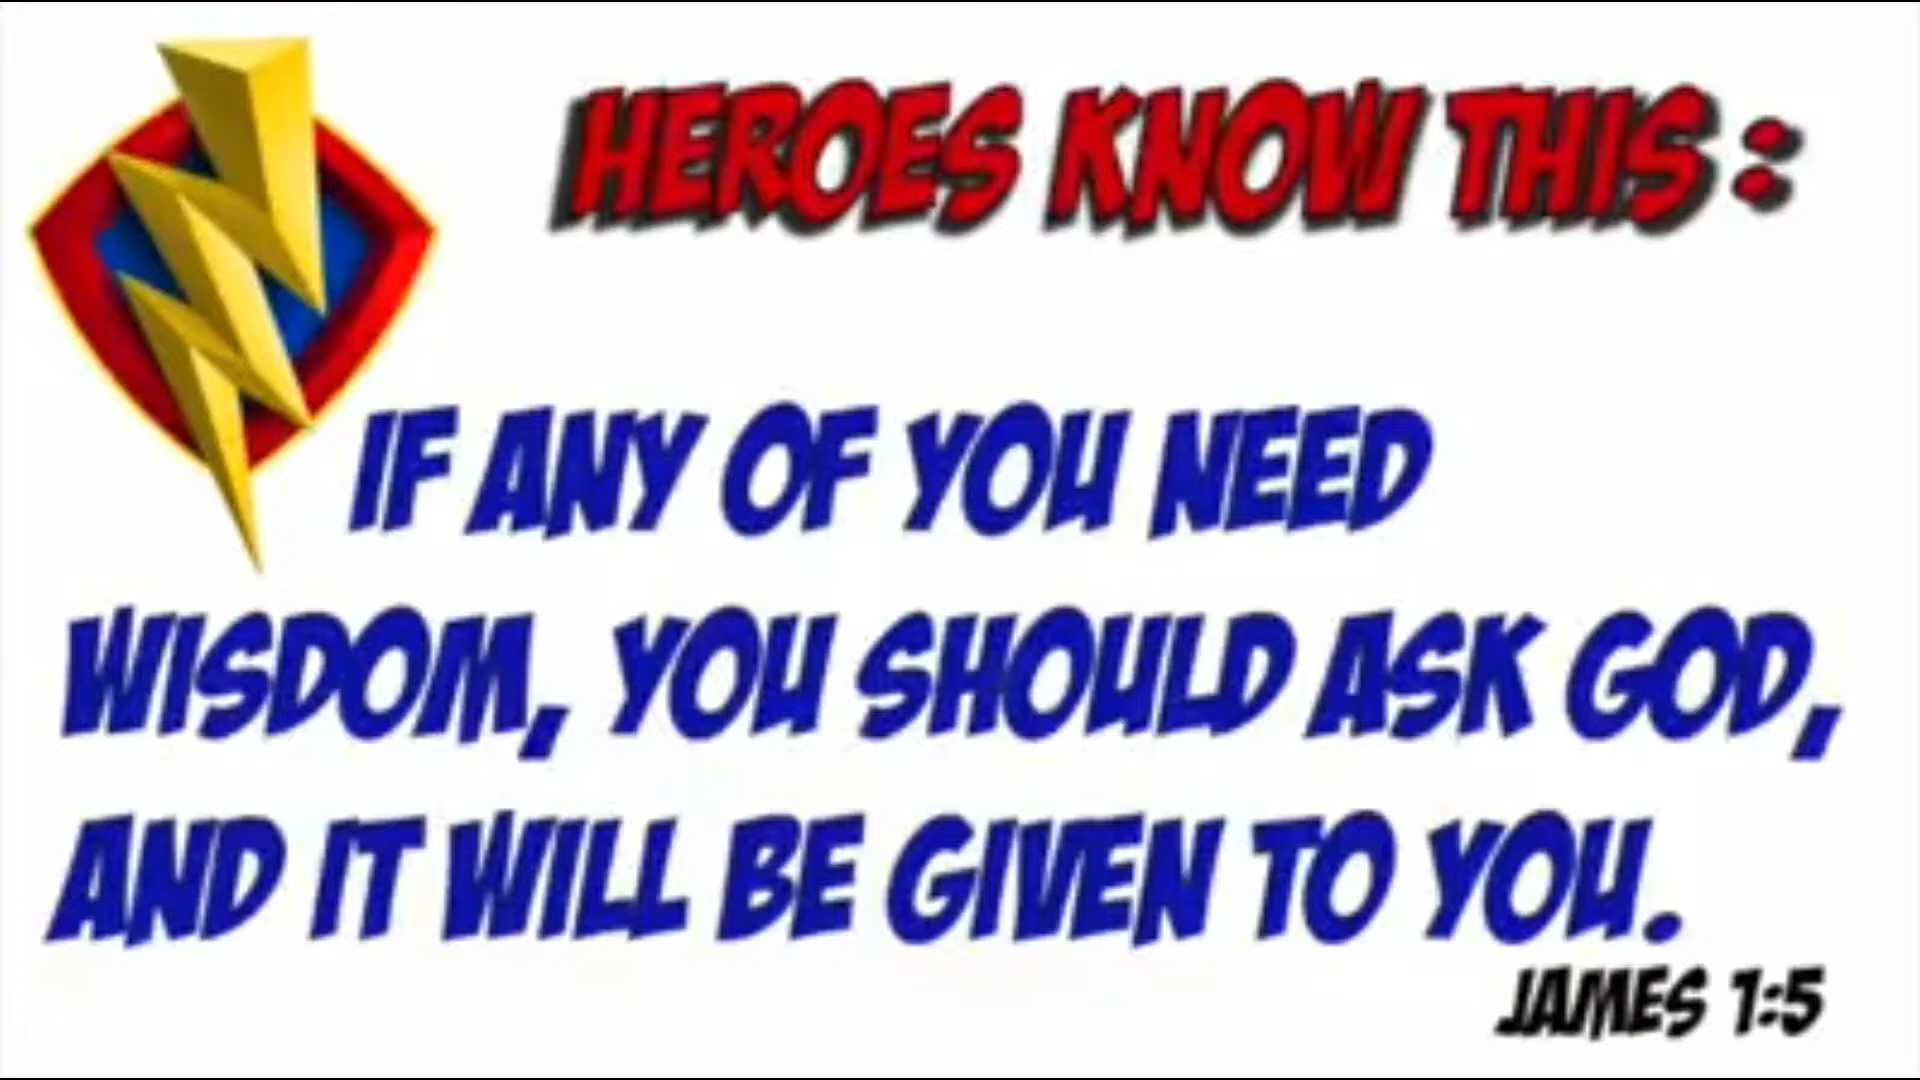 HEROES KNOW THIS:
IF ANY OF YOU NEED
WISDOM, YOU SHOULD ASK GOD,
AND IT WILL BE GIVEN TO YOU.
JAMES 1:5